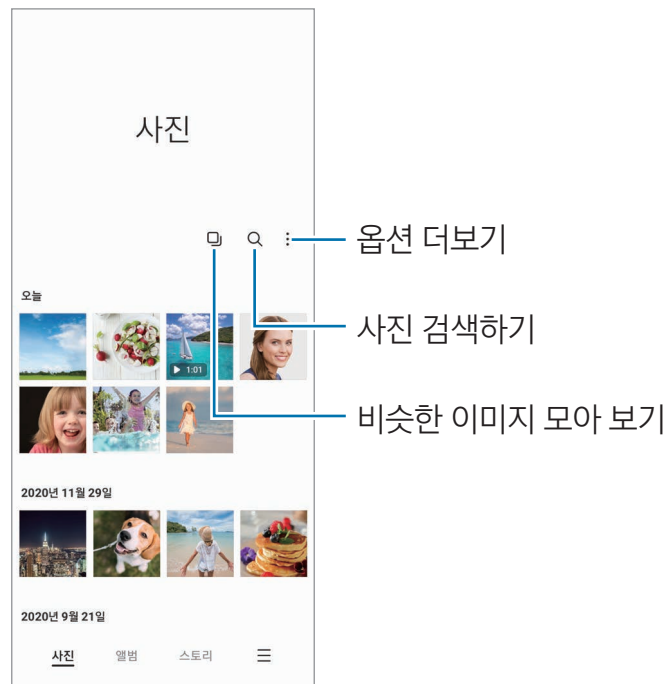 사진
옵션 더보기
오늘
사진 검색하기
1:01
비슷한 이미지 모아 보기
2020년 11월 29일
2020년 9월 21일
사진 앨범 스토리